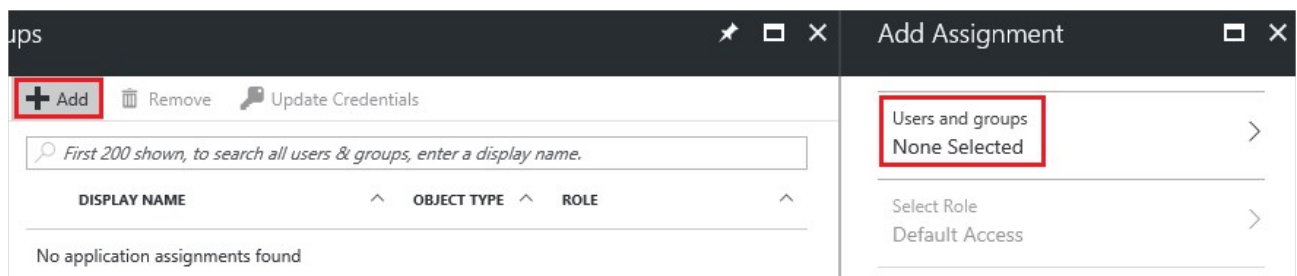 ups
Add Remove Update Credentials
First 200 shown, to search all users & groups, enter a display name.
DISPLAY NAME OBJECT TYPE ROLE
No application assignments found
Add Assignment
Users and groups
None Selected
Select Role
Default Access